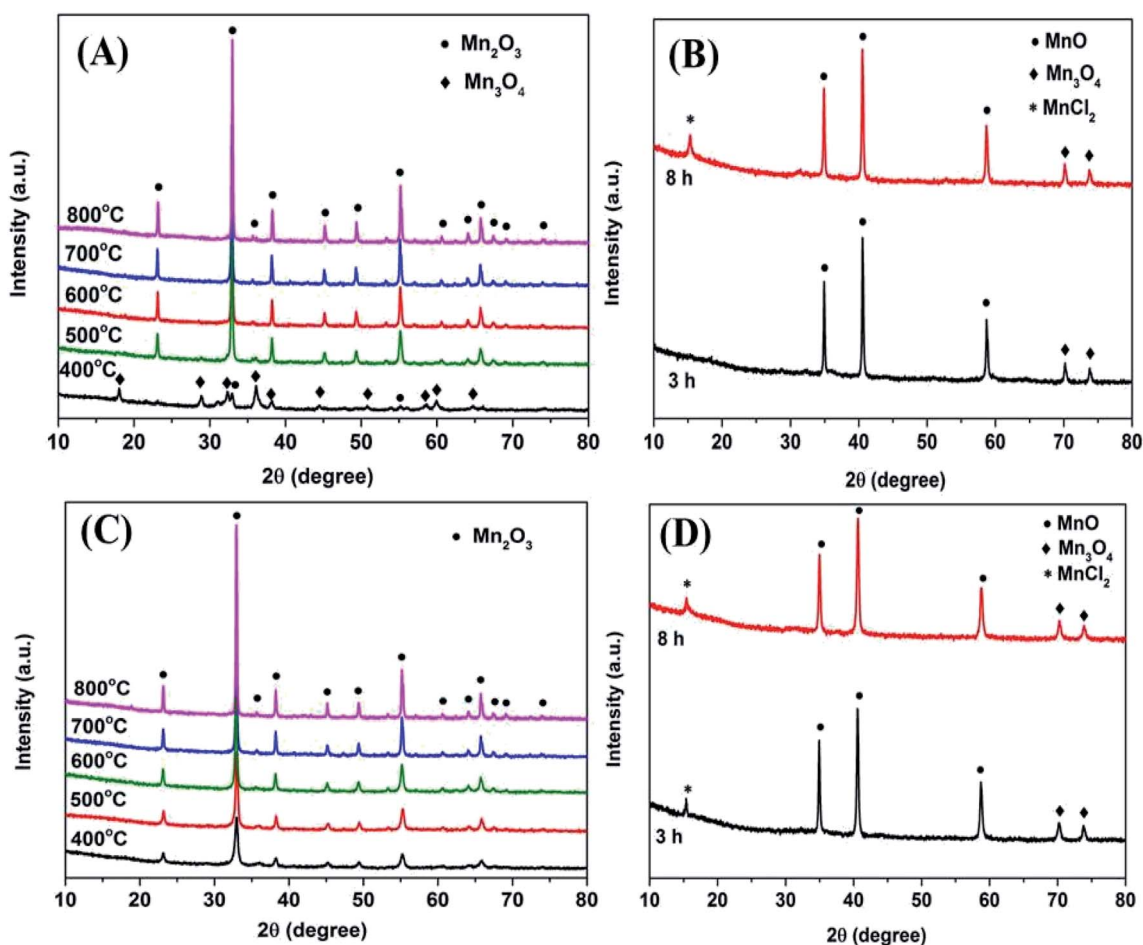 (A)
● Mn₂O₃
◆ Mn₃O₄
800°C
700°C
600°C
500°C
400°C
Intensity (a.u.)
10 20 30 40 50 60 70 80
2θ (degree)
(B)
● MnO
◆ Mn₃O₄
* MnCl₂
8 h
3 h
Intensity (a.u.)
10 20 30 40 50 60 70 80
2θ (degree)
(C)
● Mn₂O₃
800°C
700°C
600°C
500°C
400°C
Intensity (a.u.)
10 20 30 40 50 60 70 80
2θ (degree)
(D)
● MnO
◆ Mn₃O₄
* MnCl₂
8 h
3 h
Intensity (a.u.)
10 20 30 40 50 60 70 80
2θ (degree)